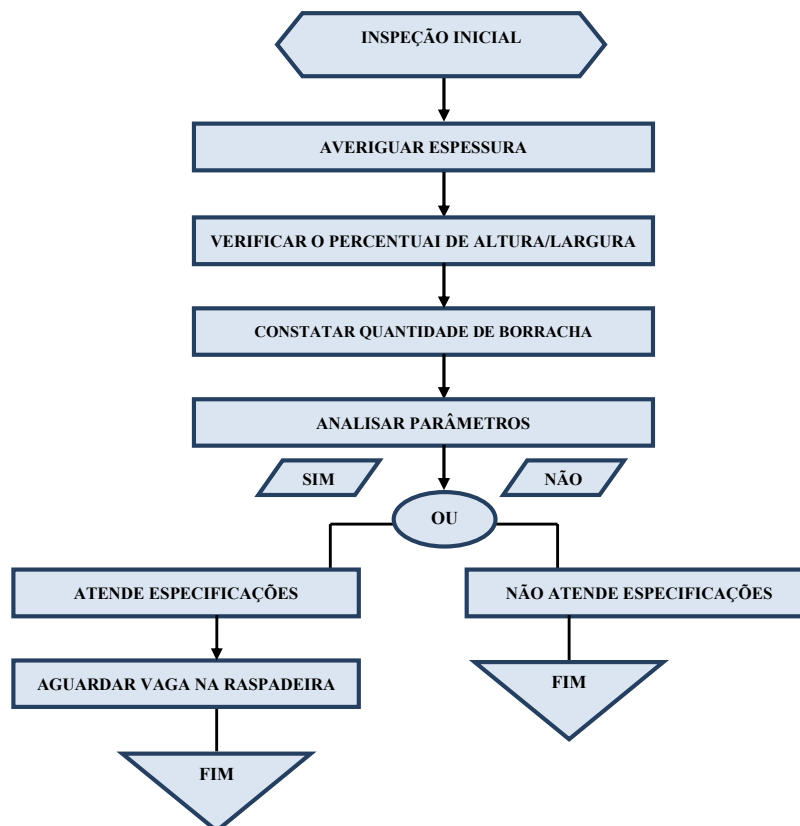 INSPEÇÃO INICIAL
AVERIGUAR ESPESSURA
VERIFICAR O PERCENTUAI DE ALTURA/LARGURA
CONSTATAR QUANTIDADE DE BORRACHA
ANALISAR PARÂMETROS
SIM
NÃO
OU
ATENDE ESPECIFICAÇÕES
NÃO ATENDE ESPECIFICAÇÕES
AGUARDAR VAGA NA RASPADEIRA
FIM
FIM